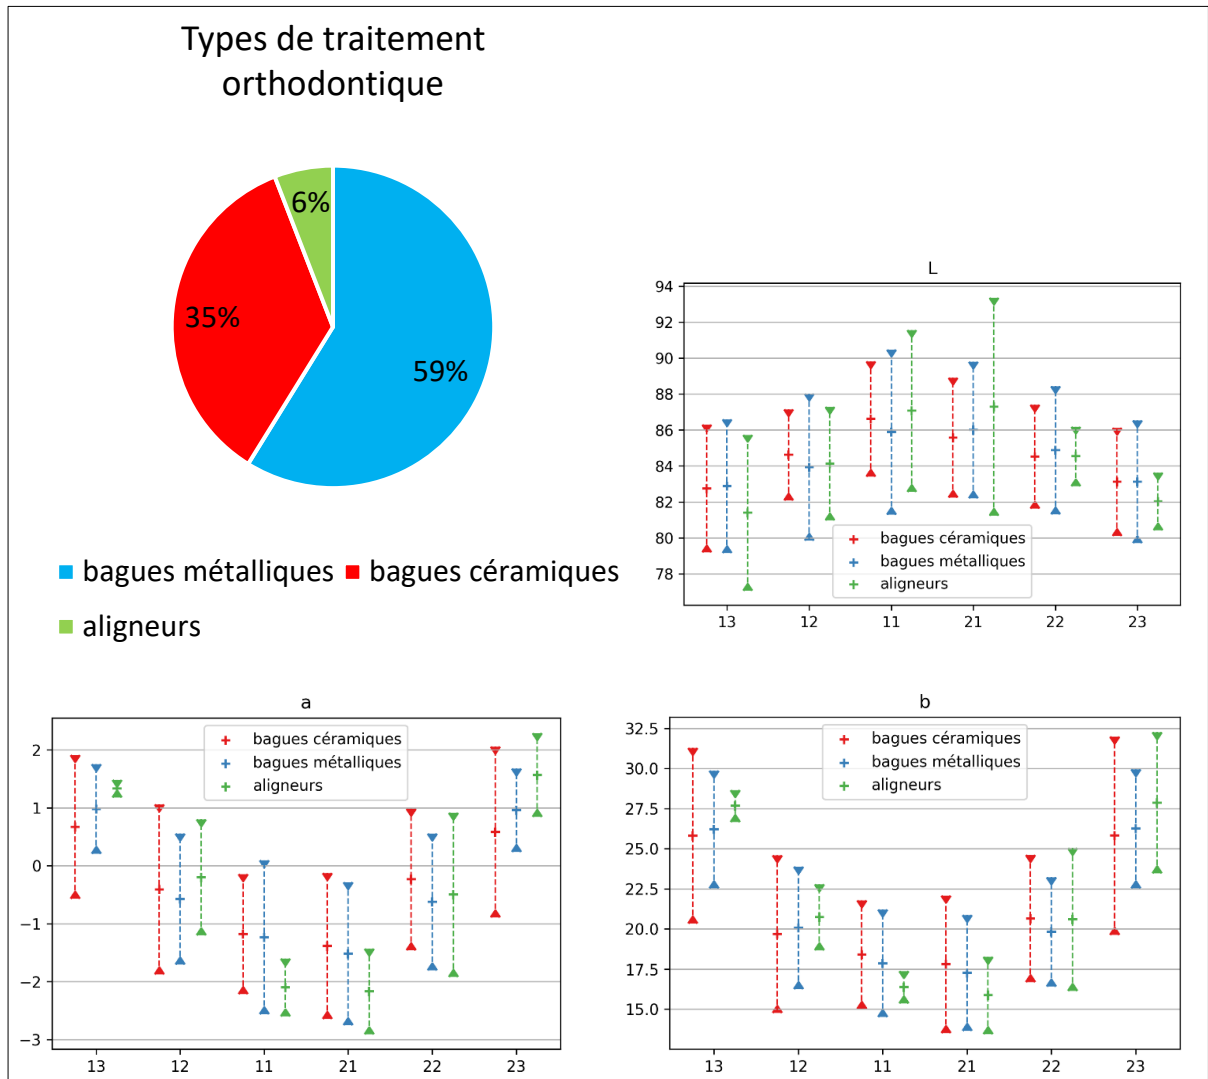 Types de traitement
orthodontique
6%
35%
59%
bagues métalliques bagues céramiques
aligneurs
L
94
92
90
88
86
84
82
80
78
bagues céramiques
bagues métalliques
aligneurs
13 12 11 21 22 23
a
2
1
0
−1
−2
−3
bagues céramiques
bagues métalliques
aligneurs
13 12 11 21 22 23
b
32.5
30.0
27.5
25.0
22.5
20.0
17.5
15.0
bagues céramiques
bagues métalliques
aligneurs
13 12 11 21 22 23